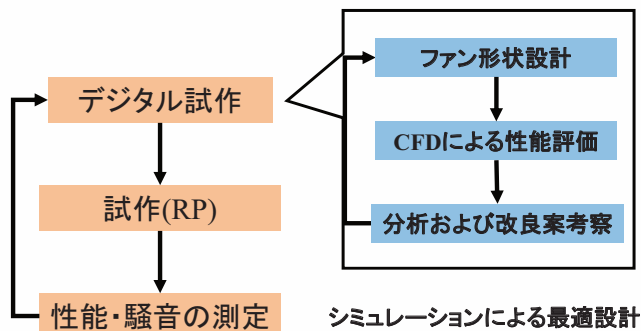 デジタル試作
試作(RP)
性能・騒音の測定
ファン形状設計
CFDによる性能評価
分析および改良案考察
シミュレーションによる最適設計